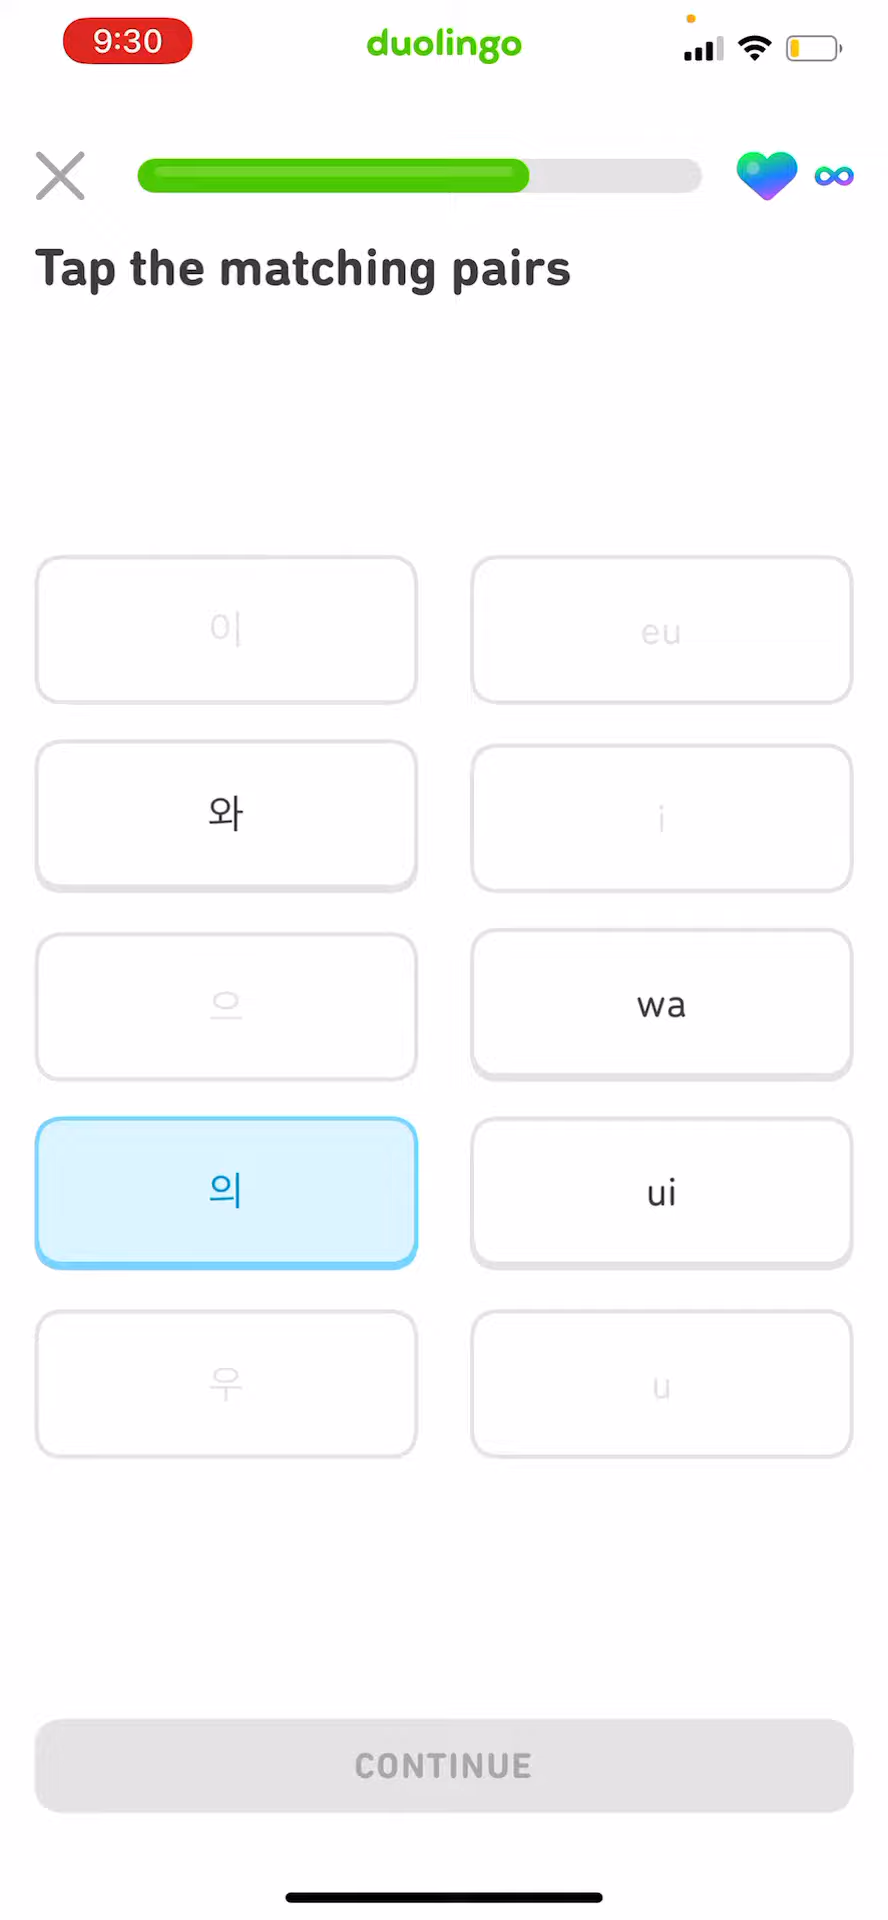 9:30
duolingo
Tap the matching pairs
이 eu
와 i
으 wa
의 ui
우 u
CONTINUE